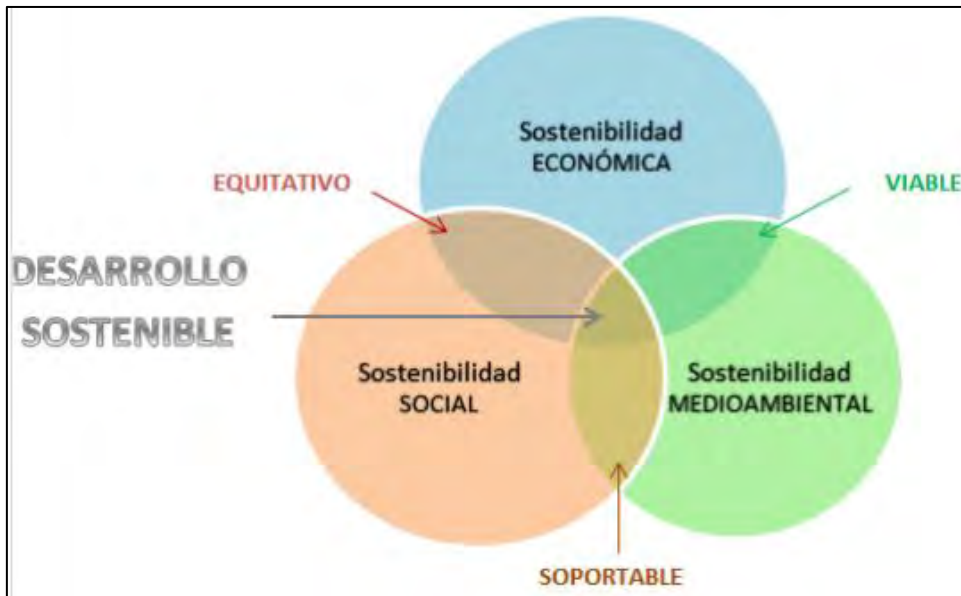 Sostenibilidad
ECONÓMICA
EQUITATIVO
VIABLE
DESARROLLO
SOSTENIBLE
Sostenibilidad
SOCIAL
Sostenibilidad
MEDIOAMBIENTAL
SOPORTABLE